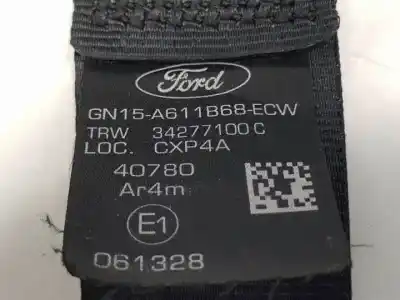 Ford
GN15-A611B68-ECW
TRW 34277100 C
LOC. CXP4A
40780
Ar4m
E1
061328